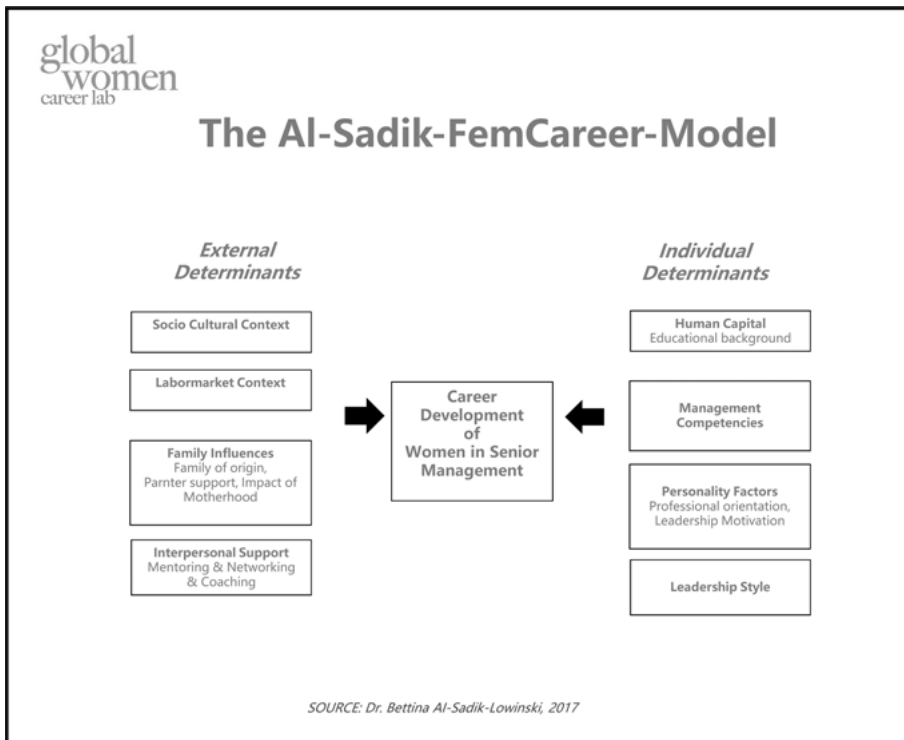 global
women
career lab
The Al-Sadik-FemCareer-Model
External
Determinants
Socio Cultural Context
Labormarket Context
Family Influences
Family of origin,
Parnter support, Impact of
Motherhood
Interpersonal Support
Mentoring & Networking
& Coaching
Career
Development
of
Women in Senior
Management
Individual
Determinants
Human Capital
Educational background
Management
Competencies
Personality Factors
Professional orientation,
Leadership Motivation
Leadership Style
SOURCE: Dr. Bettina Al-Sadik-Lowinski, 2017